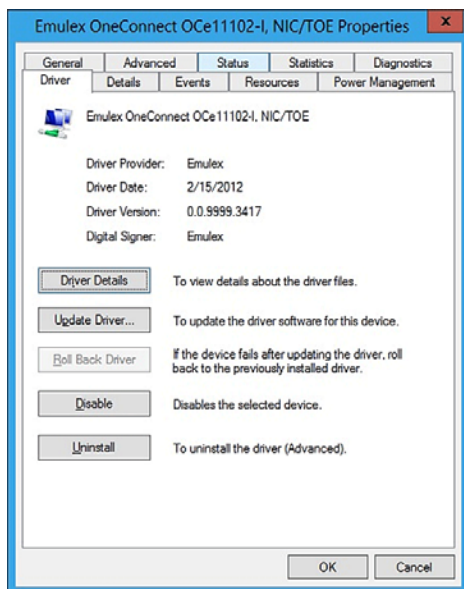 Emulex OneConnect OCe11102-I, NIC/TOE Properties
x
General Advanced Status Statistics Diagnostics
Driver Details Events Resources Power Management
Emulex OneConnect OCe11102-I, NIC/TOE
Driver Provider: Emulex
Driver Date: 2/15/2012
Driver Version: 0.0.9999.3417
Digital Signer: Emulex
Driver Details To view details about the driver files.
Update Driver... To update the driver software for this device.
Roll Back Driver If the device fails after updating the driver, roll
back to the previously installed driver.
Disable Disables the selected device.
Uninstall To uninstall the driver (Advanced).
OK Cancel